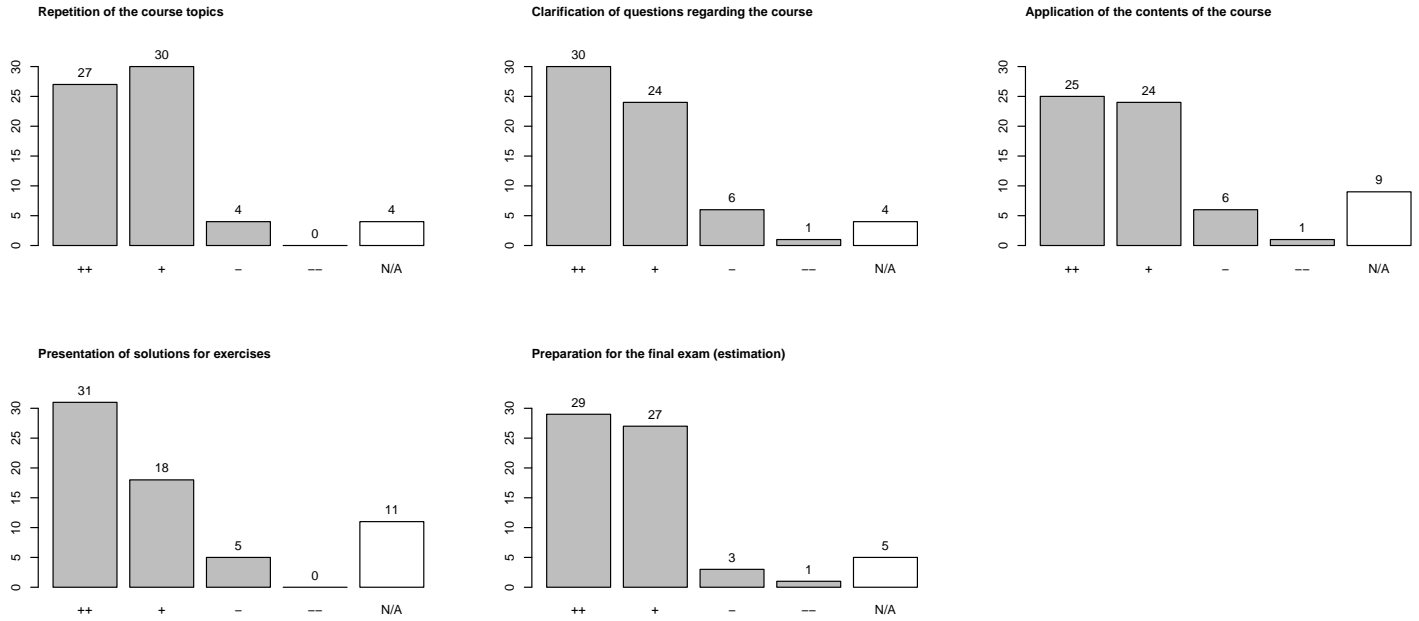 Repetition of the course topics
30
27
4
0
4
0 5 10 15 20 25 30
++ + − −− N/A
Clarification of questions regarding the course
30
24
6
1
4
0 5 10 15 20 25 30
++ + − −− N/A
Application of the contents of the course
25
24
6
1
9
0 5 10 15 20 25 30
++ + − −− N/A
Presentation of solutions for exercises
31
18
5
0
11
0 5 10 15 20 25 30
++ + − −− N/A
Preparation for the final exam (estimation)
29
27
3
1
5
0 5 10 15 20 25 30
++ + − −− N/A